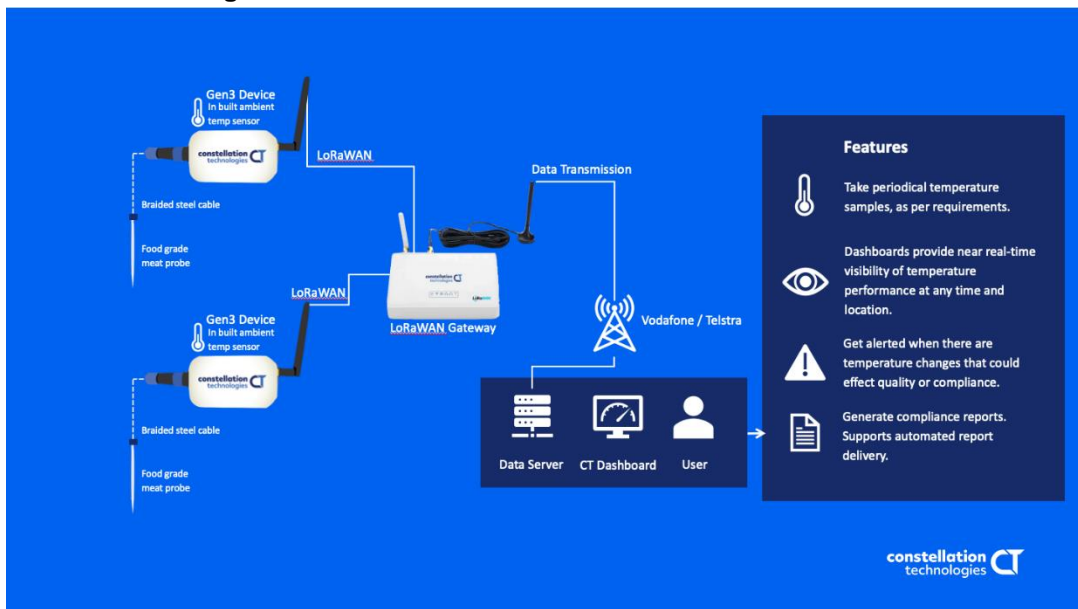 Gen3 Device
In built ambient
temp sensor
constellation CT
technologies
LoRaWAN
Braided steel cable
Food grade
meat probe
Data Transmission
constellation CT
LoRaWAN
LoRaWAN Gateway
Gen3 Device
In built ambient
temp sensor
constellation CT
technologies
Braided steel cable
Food grade
meat probe
Vodafone / Telstra
Data Server
CT Dashboard
User
Features
Take periodical temperature
samples, as per requirements.
Dashboards provide near real-time
visibility of temperature
performance at any time and
location.
Get alerted when there are
temperature changes that could
effect quality or compliance.
Generate compliance reports.
Supports automated report
delivery.
constellation CT
technologies